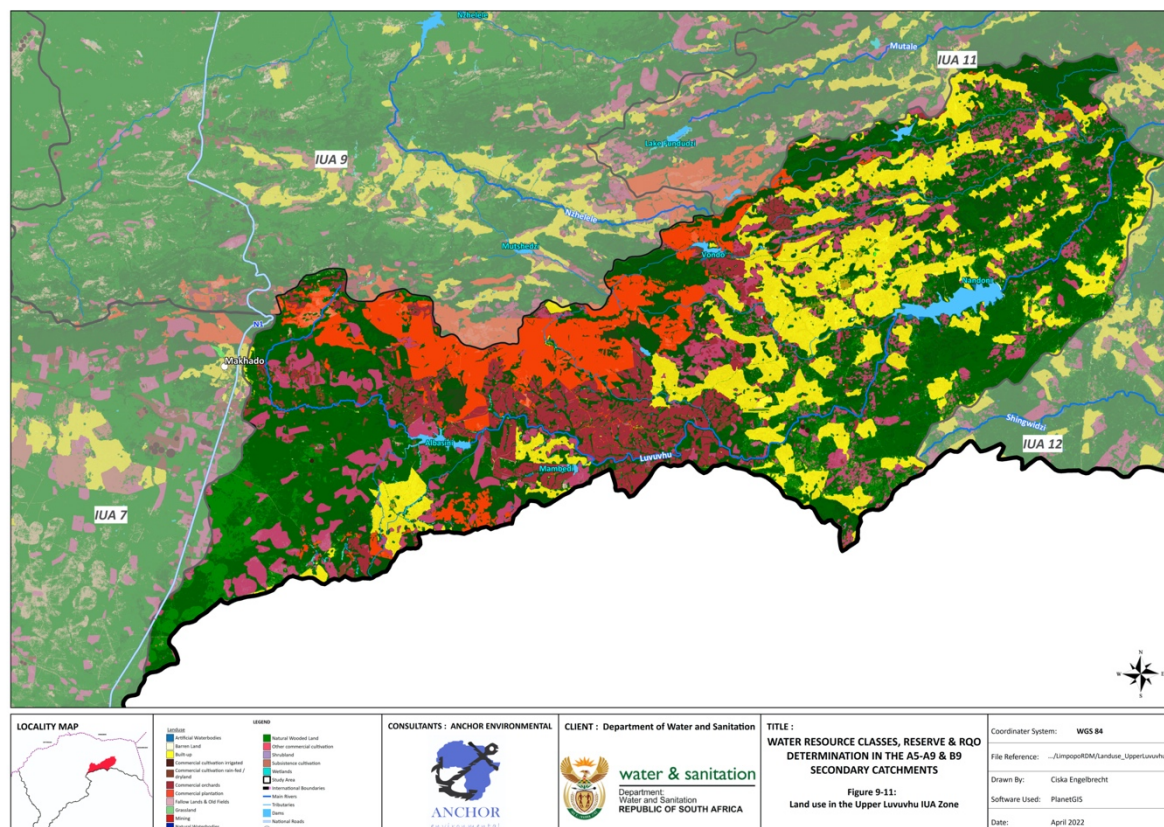 Nzhelele
Mutale
IUA 11
Lake Fundudzi
IUA 9
Nzhelele
Mutshedzi
Vondo
Nandoni
N1
Makhado
Shingwidzi
IUA 12
Albasini
Luvuvhu
Mambedi
IUA 7
N
W E
S
LOCALITY MAP
LEGEND
Landuse
Artificial Waterbodies
Barren Land
Built-up
Commercial cultivation irrigated
Commercial cultivation rain-fed /
dryland
Commercial orchards
Commercial plantation
Fallow Lands & Old Fields
Grassland
Mining
Natural Waterbodies
Natural Wooded Land
Other commercial cultivation
Shrubland
Subsistence cultivation
Wetlands
Study Area
International Boundaries
Main Rivers
Tributaries
Dams
National Roads
CONSULTANTS : ANCHOR ENVIRONMENTAL
ANCHOR
environmental
CLIENT : Department of Water and Sanitation
water & sanitation
Department:
Water and Sanitation
REPUBLIC OF SOUTH AFRICA
TITLE :
WATER RESOURCE CLASSES, RESERVE & RQO
DETERMINATION IN THE A5-A9 & B9
SECONDARY CATCHMENTS
Figure 9-11:
Land use in the Upper Luvuvhu IUA Zone
Coordinate System: WGS 84
File Reference: .../LimpopoRDM/Landuse_UpperLuvuvhu
Drawn By: Ciska Engelbrecht
Software Used: PlanetGIS
Date: April 2022